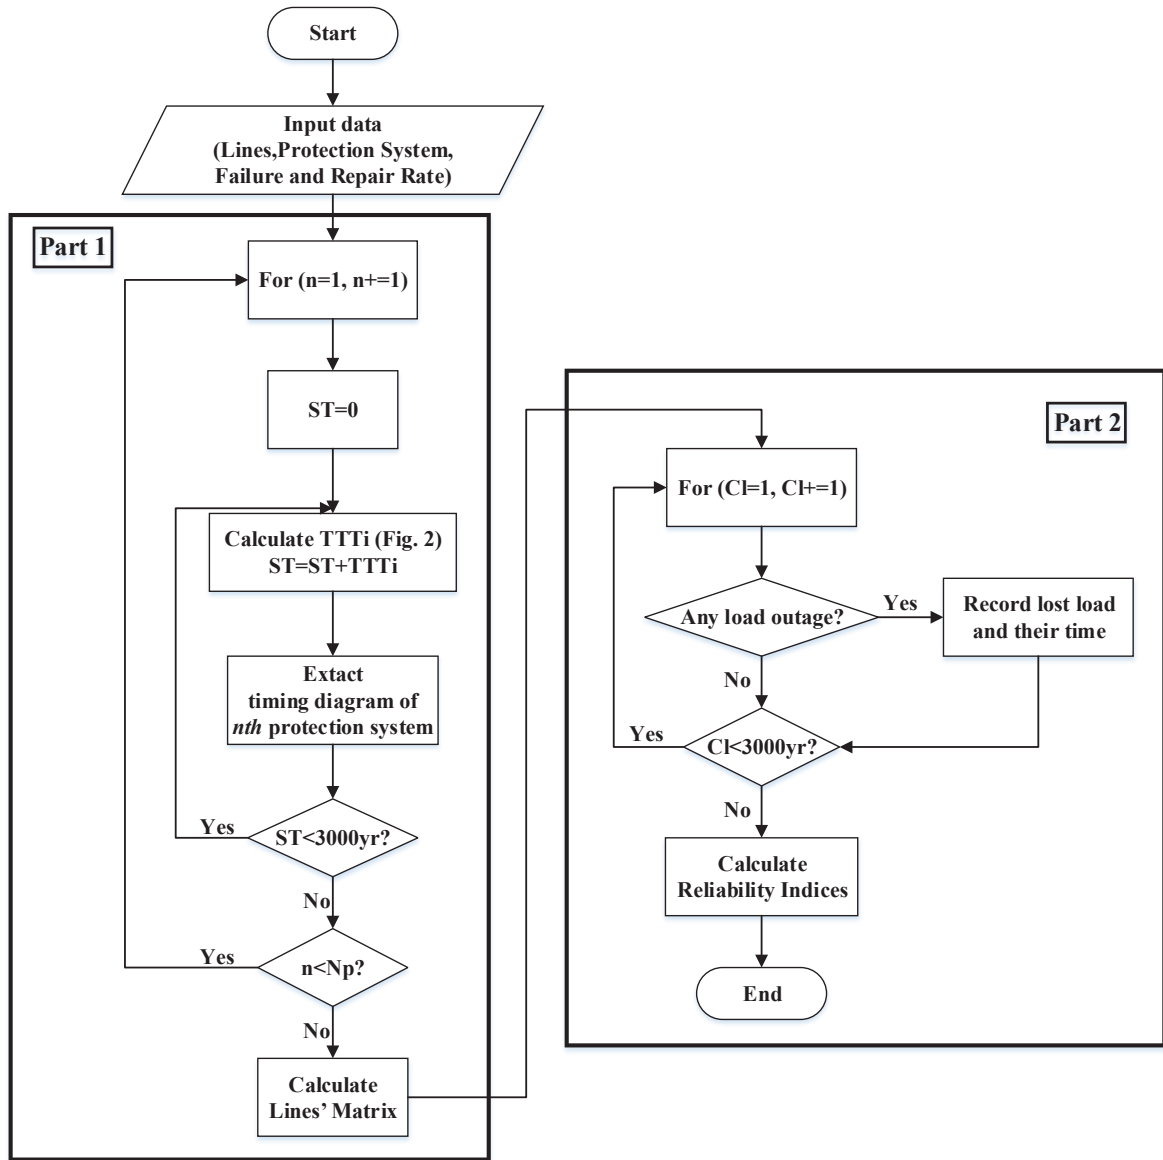 Start
Input data
(Lines,Protection System,
Failure and Repair Rate)
Part 1
For (n=1, n+=1)
ST=0
Calculate TTTi (Fig. 2)
ST=ST+TTTi
Extact
timing diagram of
nth protection system
ST<3000yr?
Yes
No
n<Np?
Yes
No
Calculate
Lines’ Matrix
Part 2
For (Cl=1, Cl+=1)
Any load outage?
Yes
Record lost load
and their time
No
Cl<3000yr?
Yes
No
Calculate
Reliability Indices
End